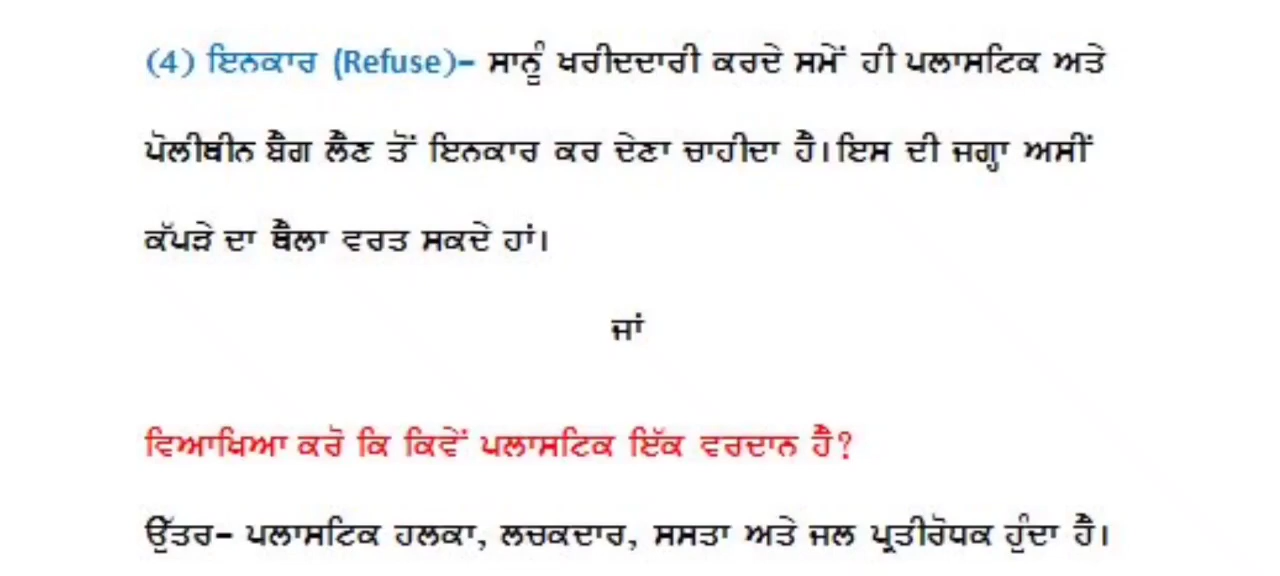 (4) ਇਨਕਾਰ (Refuse)– ਸਾਨੂੰ ਖਰੀਦਦਾਰੀ ਕਰਦੇ ਸਮੇਂ ਹੀ ਪਲਾਸਟਿਕ ਅਤੇ
ਪੋਲੀਥੀਨ ਬੈਗ ਲੈਣ ਤੋਂ ਇਨਕਾਰ ਕਰ ਦੇਣਾ ਚਾਹੀਦਾ ਹੈ। ਇਸ ਦੀ ਜਗ੍ਹਾ ਅਸੀਂ
ਕੱਪੜੇ ਦਾ ਥੈਲਾ ਵਰਤ ਸਕਦੇ ਹਾਂ।
ਜਾਂ
ਵਿਆਖਿਆ ਕਰੋ ਕਿ ਕਿਵੇਂ ਪਲਾਸਟਿਕ ਇੱਕ ਵਰਦਾਨ ਹੈ?
ਉੱਤਰ– ਪਲਾਸਟਿਕ ਹਲਕਾ, ਲਚਕਦਾਰ, ਸਸਤਾ ਅਤੇ ਜਲ ਪ੍ਰਤੀਰੋਧਕ ਹੁੰਦਾ ਹੈ।